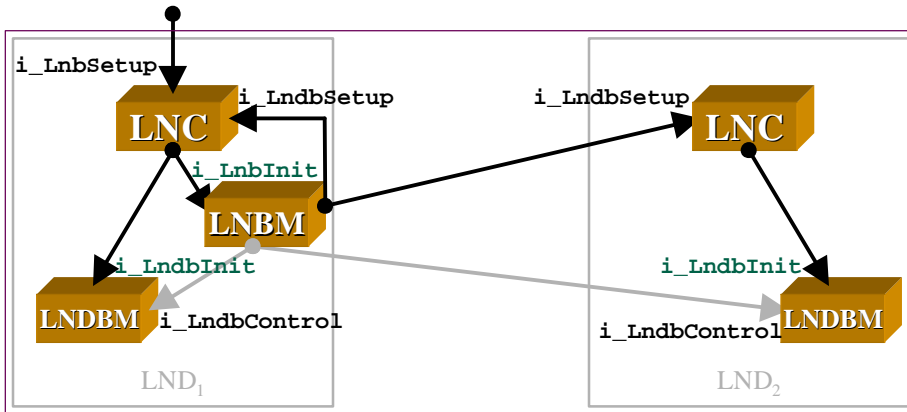 i_LnbSetup
i_LndbSetup
i_LndbSetup
LNC
LNC
i_LnbInit
LNBM
i_LndbInit
i_LndbInit
LNDBM
i_LndbControl
i_LndbControl
LNDBM
LND₁
LND₂